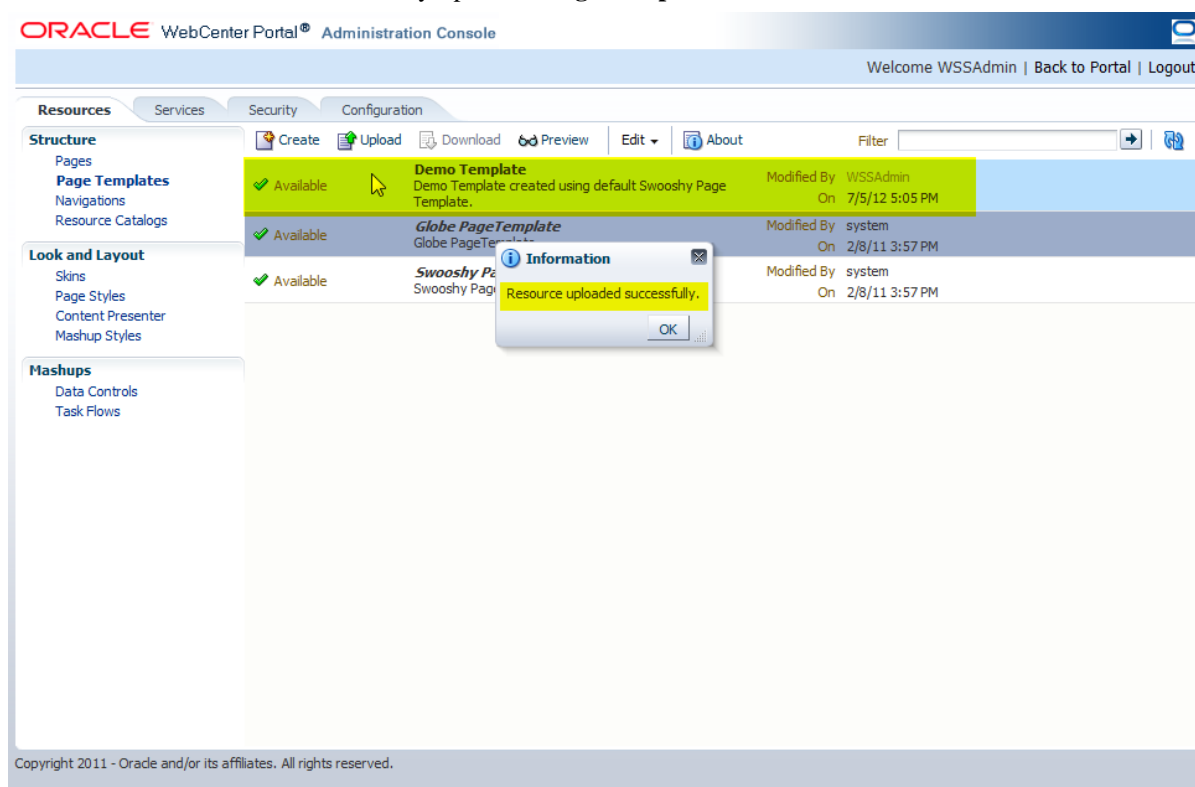 ORACLE WebCenter Portal® Administration Console
Welcome WSSAdmin | Back to Portal | Logout
Resources Services Security Configuration
Structure
Pages
Page Templates
Navigations
Resource Catalogs
Look and Layout
Skins
Page Styles
Content Presenter
Mashup Styles
Mashups
Data Controls
Task Flows
Create Upload Download Preview Edit About Filter
Available
Demo Template
Demo Template created using default Swooshy Page
Template.
Modified By WSSAdmin
On 7/5/12 5:05 PM
Available
Globe PageTemplate
Globe
Modified By system
On 2/8/11 3:57 PM
Available
Swooshy
Swooshy
Modified By system
On 2/8/11 3:57 PM
Information
Resource uploaded successfully.
OK
Copyright 2011 - Oracle and/or its affiliates. All rights reserved.